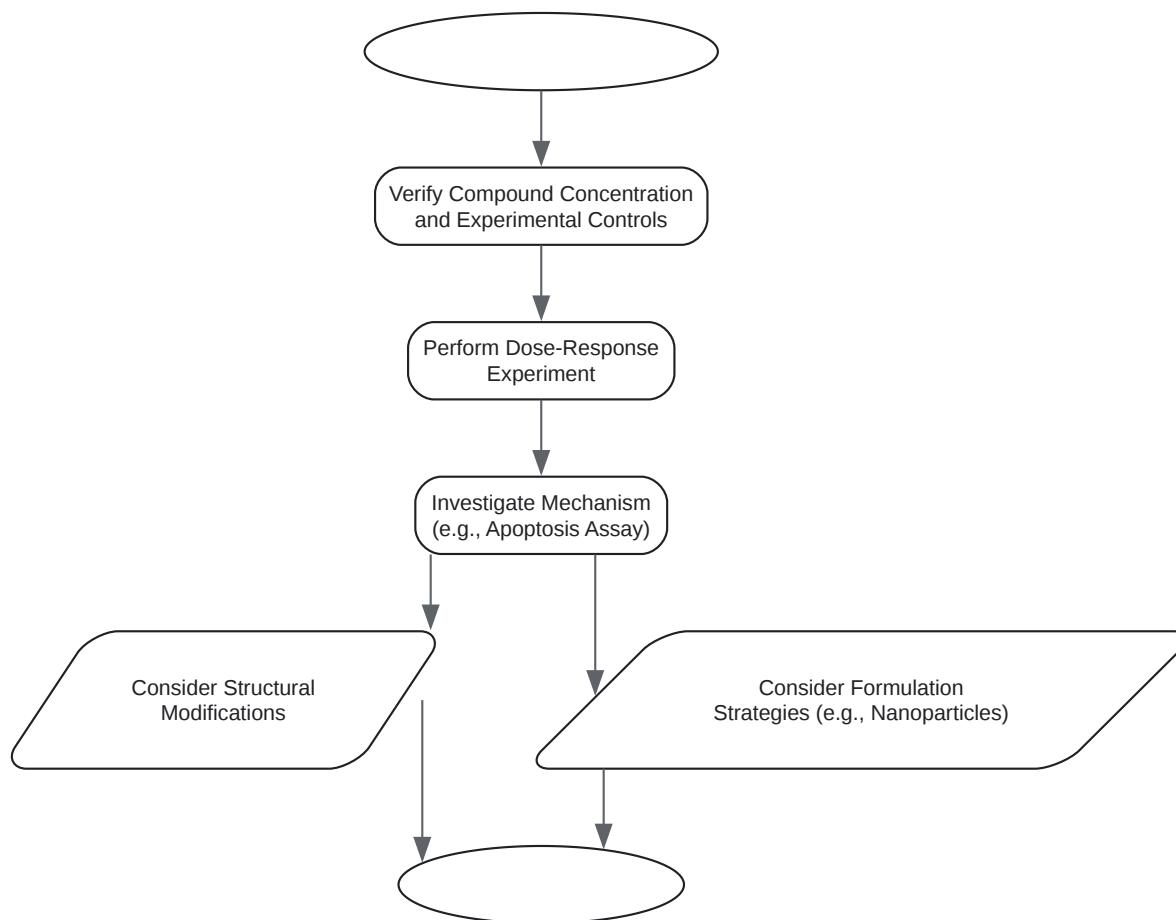 Verify Compound Concentration
and Experimental Controls
Perform Dose-Response
Experiment
Investigate Mechanism
(e.g., Apoptosis Assay)
Consider Structural
Modifications
Consider Formulation
Strategies (e.g., Nanoparticles)